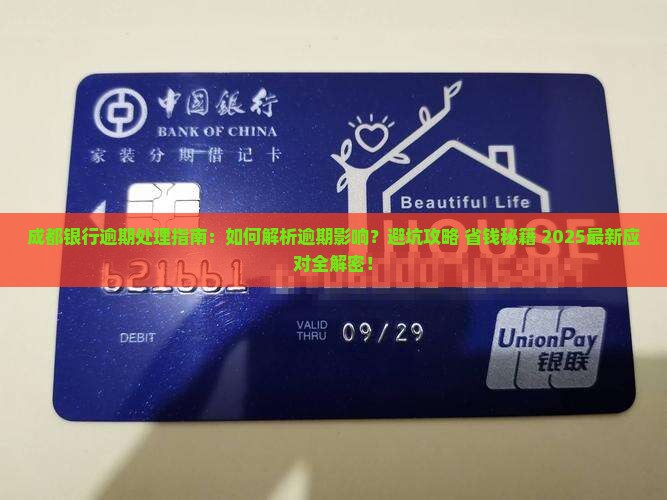 中国银行
BANK OF CHINA
家装分期借记卡
Beautiful Life
HOUSE
成都银行逾期处理指南：如何解析逾期影响？避坑攻略 省钱秘籍 2025最新应
对全解密！
621661
DEBIT
VALID
THRU
09/29
UnionPay
银联